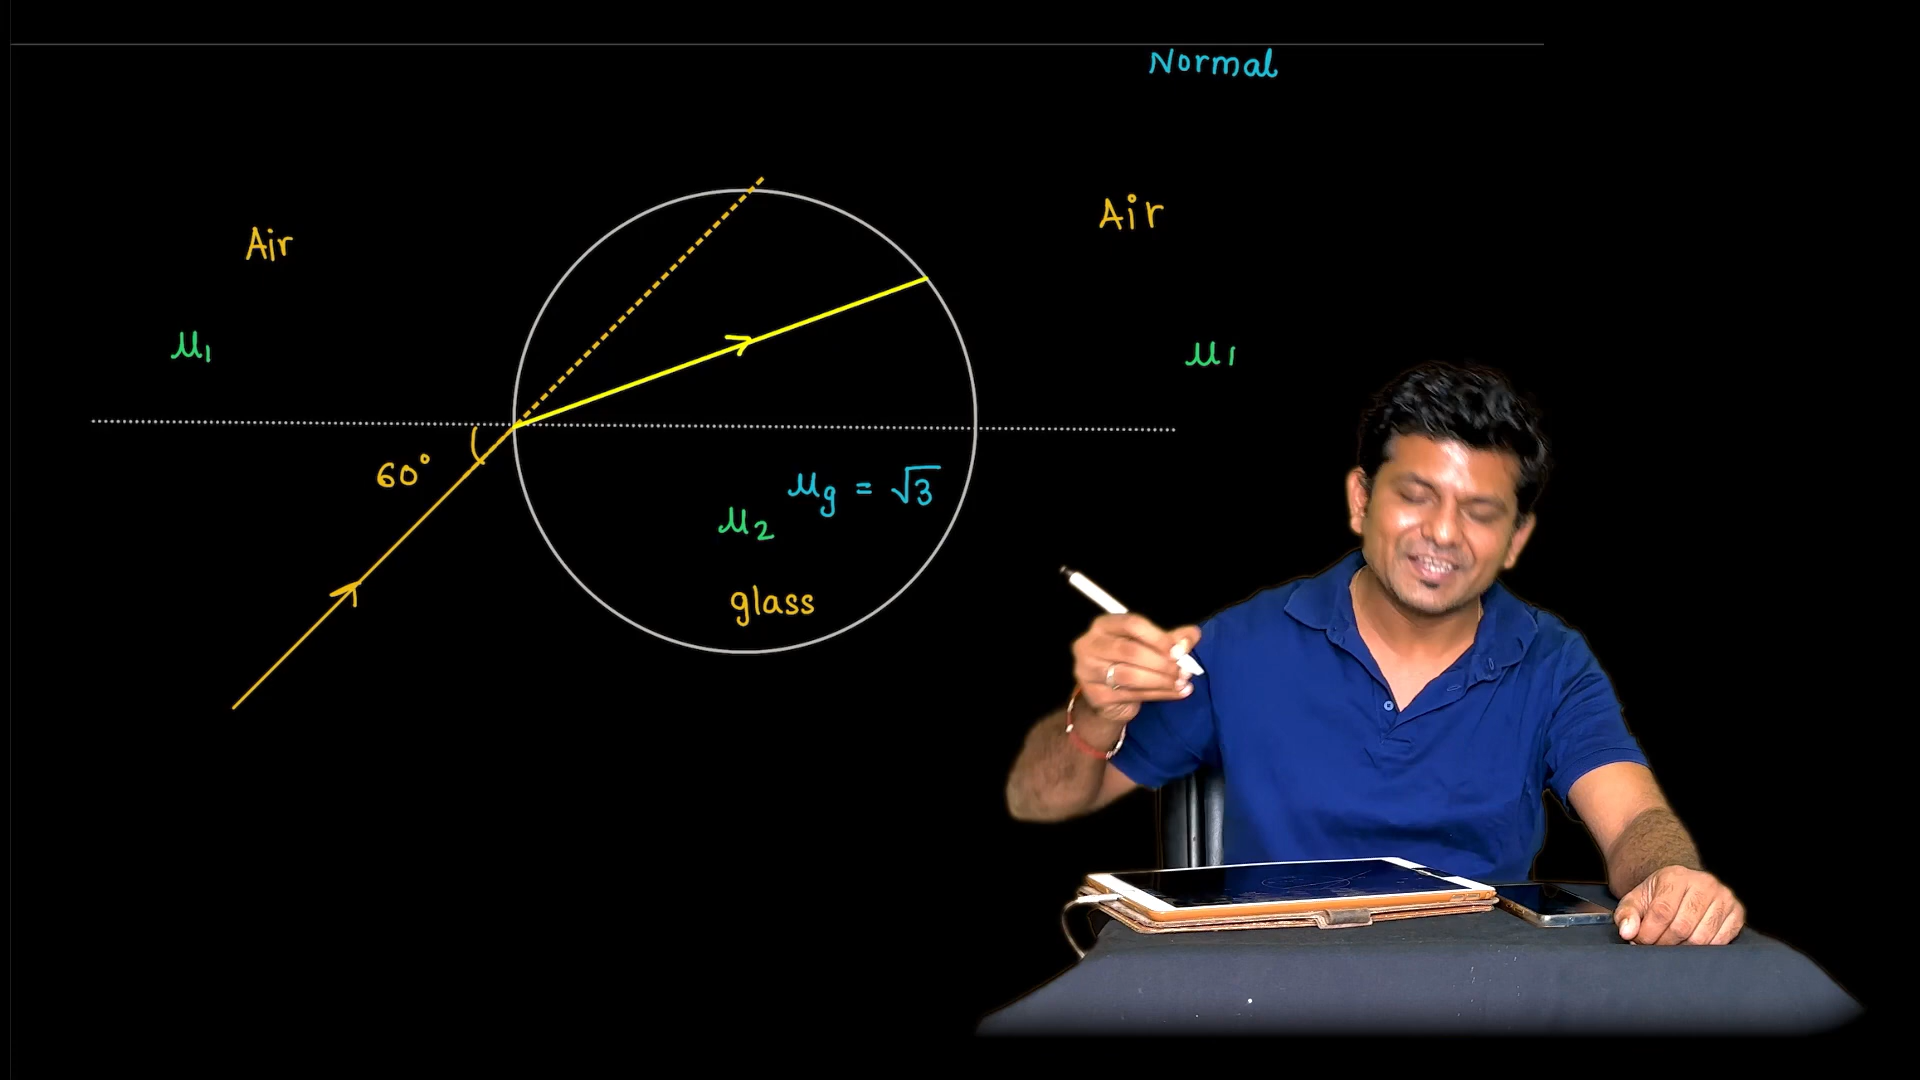 Normal
Air
Air
μ1
μ1
60°
μg = √3
μ2
glass